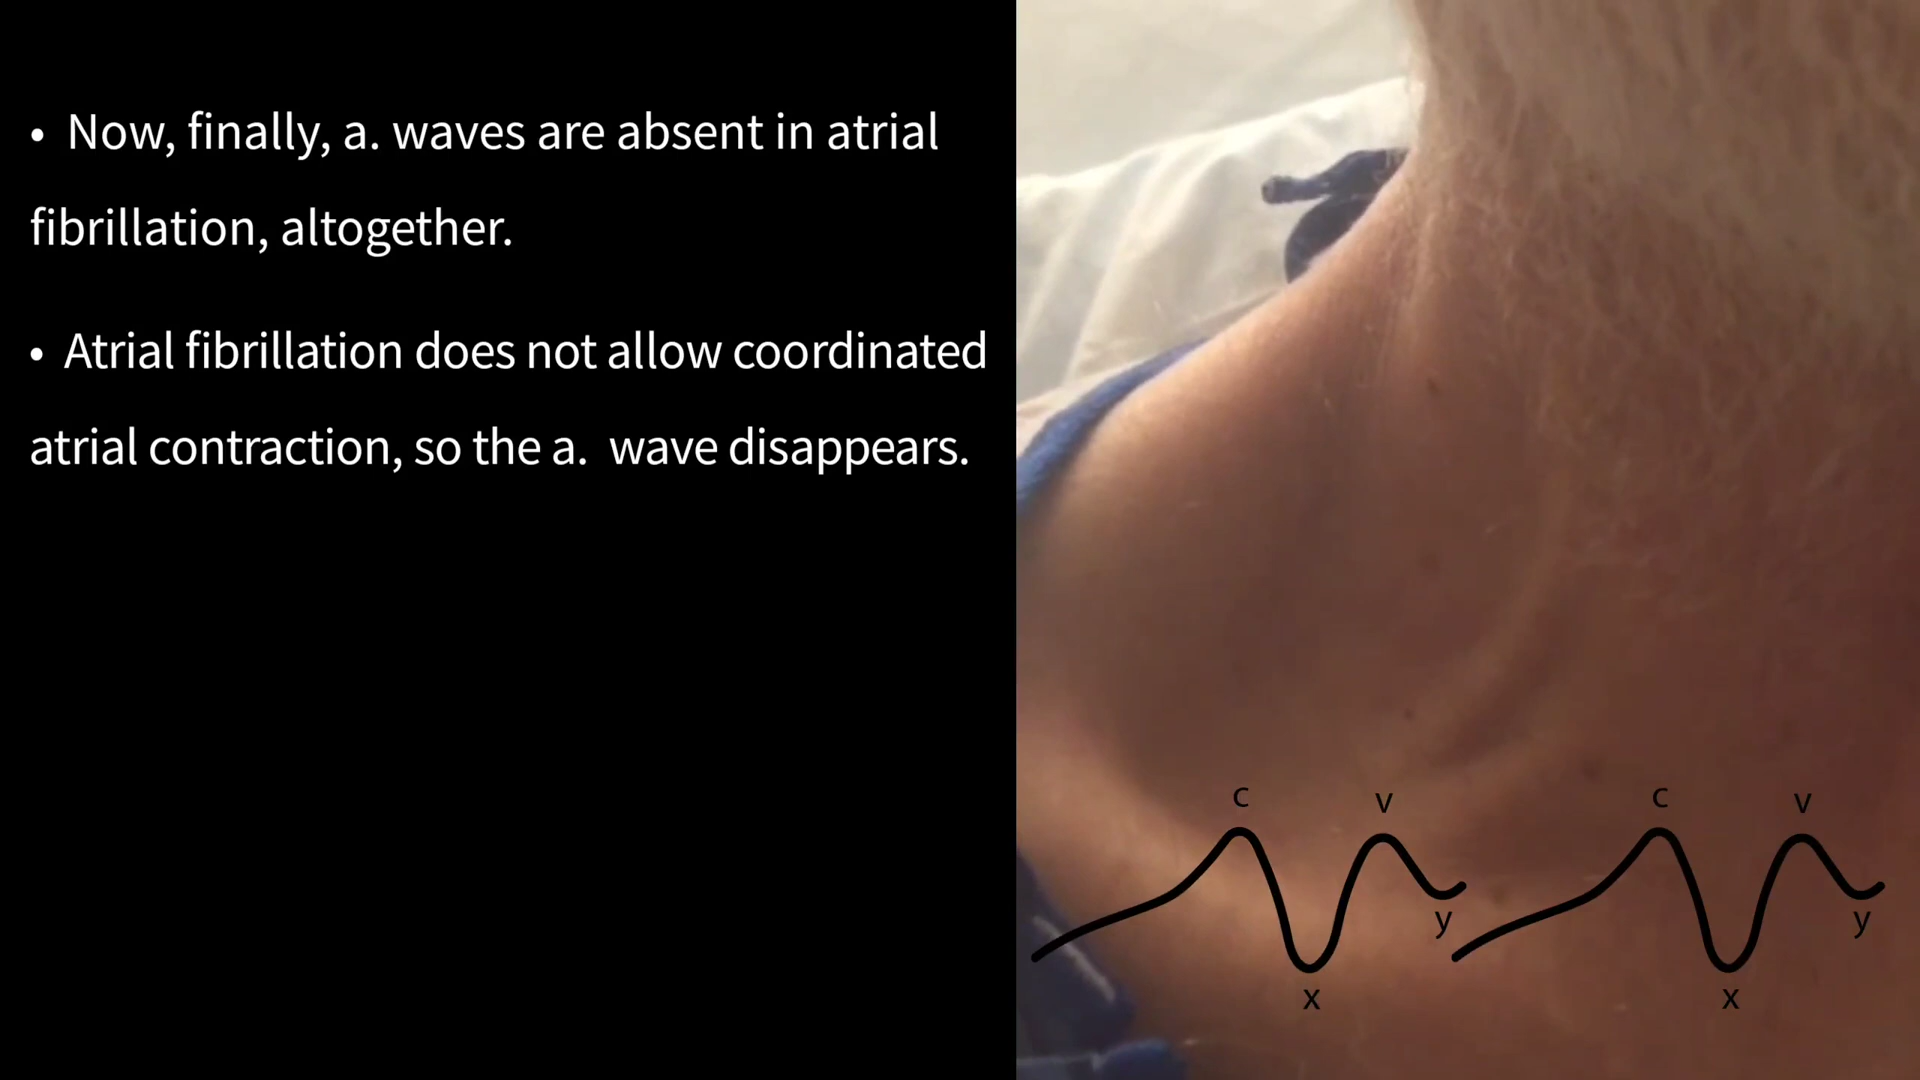 • Now, finally, a. waves are absent in atrial
fibrillation, altogether.
• Atrial fibrillation does not allow coordinated
atrial contraction, so the a.  wave disappears.
c v c v
y y
x x